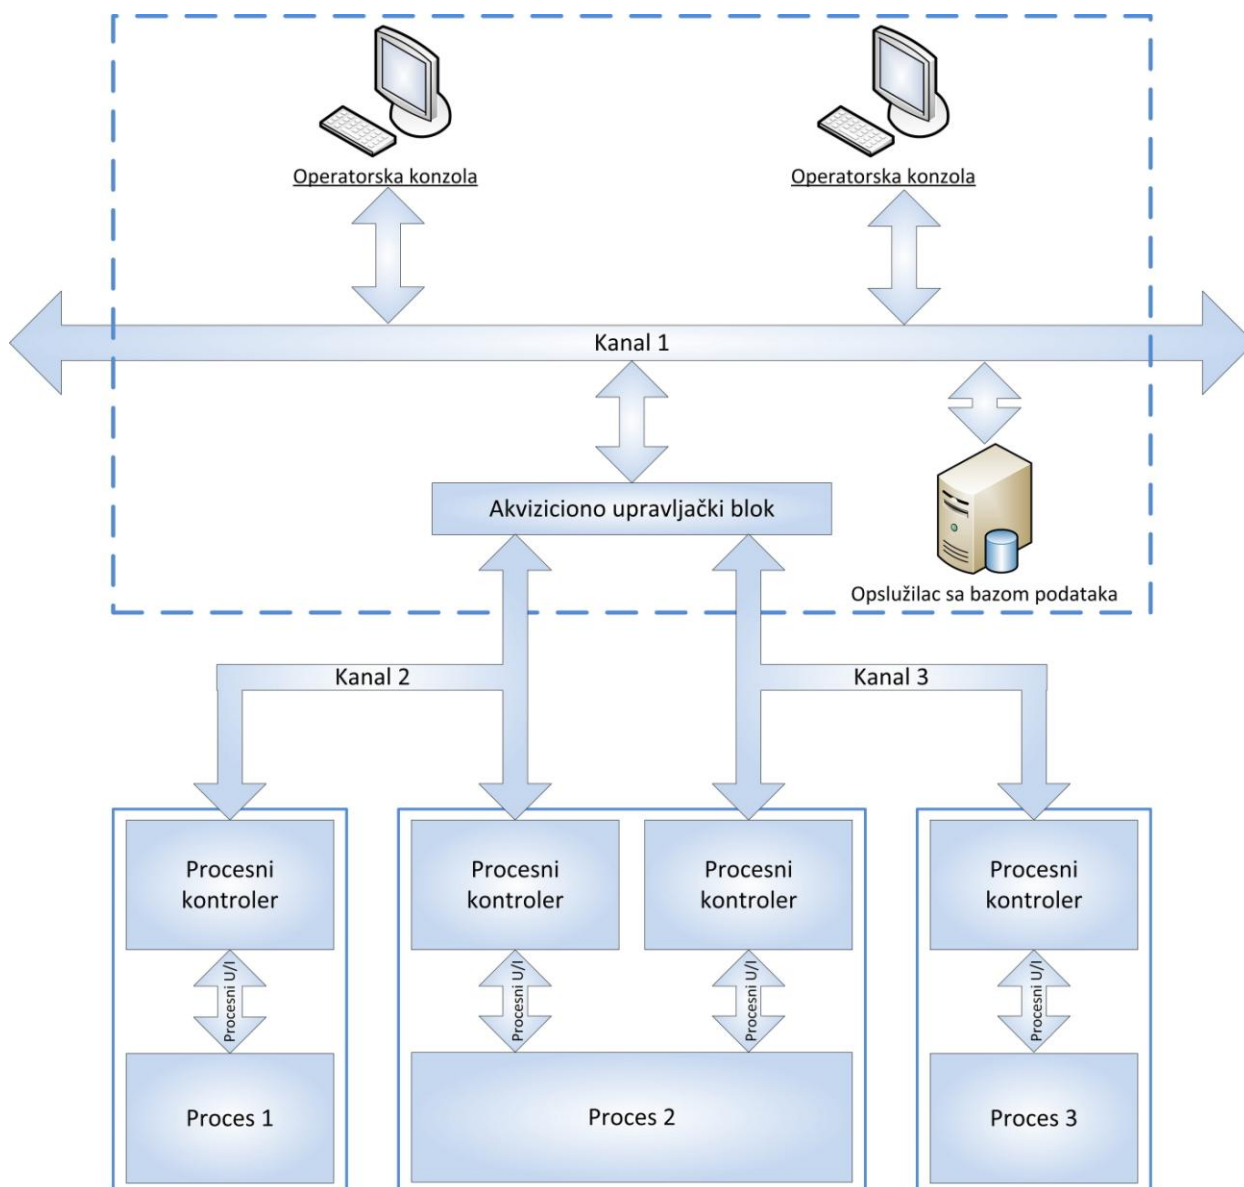 Operatorska konzola
Operatorska konzola
Kanal 1
Akviziciono upravljački blok
Opslužilac sa bazom podataka
Kanal 2
Kanal 3
Procesni
kontroler
Procesni
kontroler
Procesni
kontroler
Procesni
kontroler
Procesni U/I
Procesni U/I
Procesni U/I
Procesni U/I
Proces 1
Proces 2
Proces 3